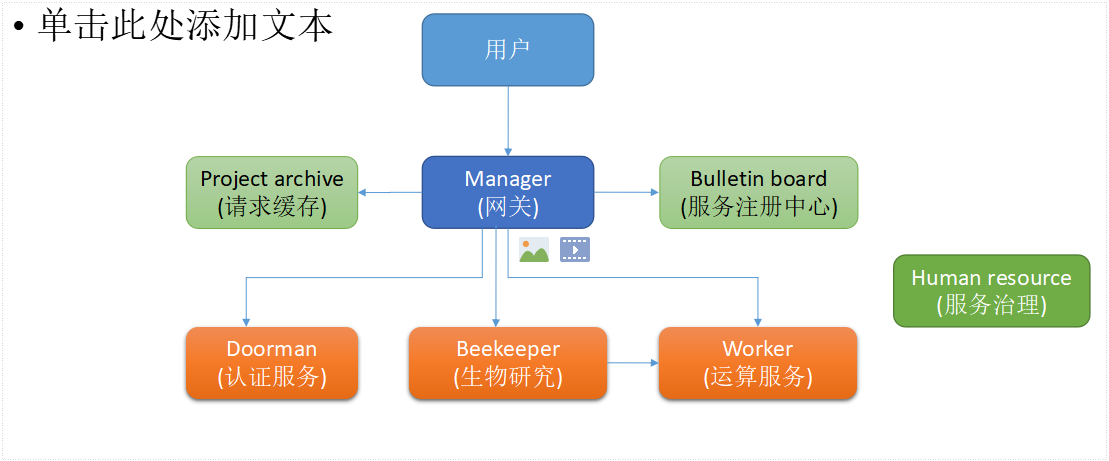 • 单击此处添加文本
用户
Project archive
(请求缓存)
Manager
(网关)
Bulletin board
(服务注册中心)
Human resource
(服务治理)
Doorman
(认证服务)
Beekeeper
(生物研究)
Worker
(运算服务)